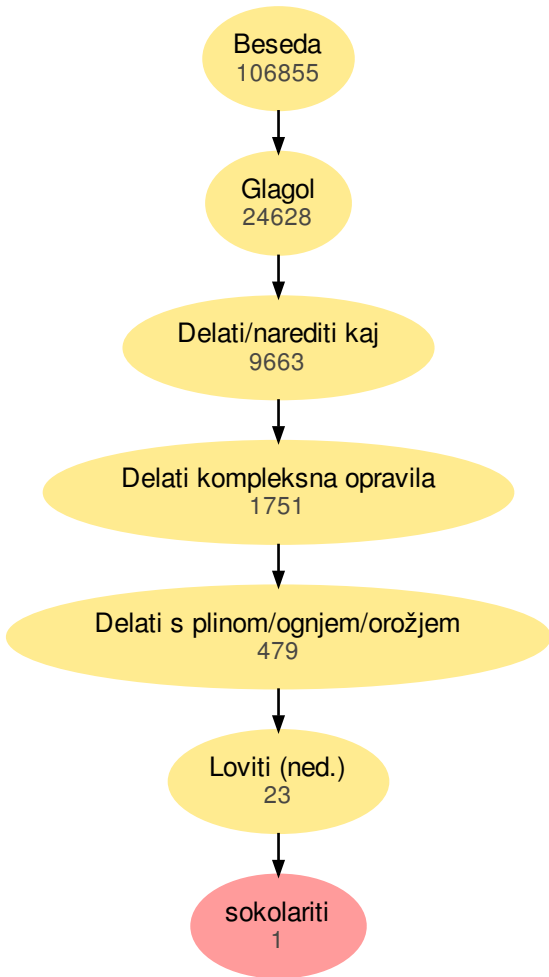 Beseda
106855
Glagol
24628
Delati/narediti kaj
9663
Delati kompleksna opravila
1751
Delati s plinom/ognjem/orožjem
479
Loviti (ned.)
23
sokolariti
1